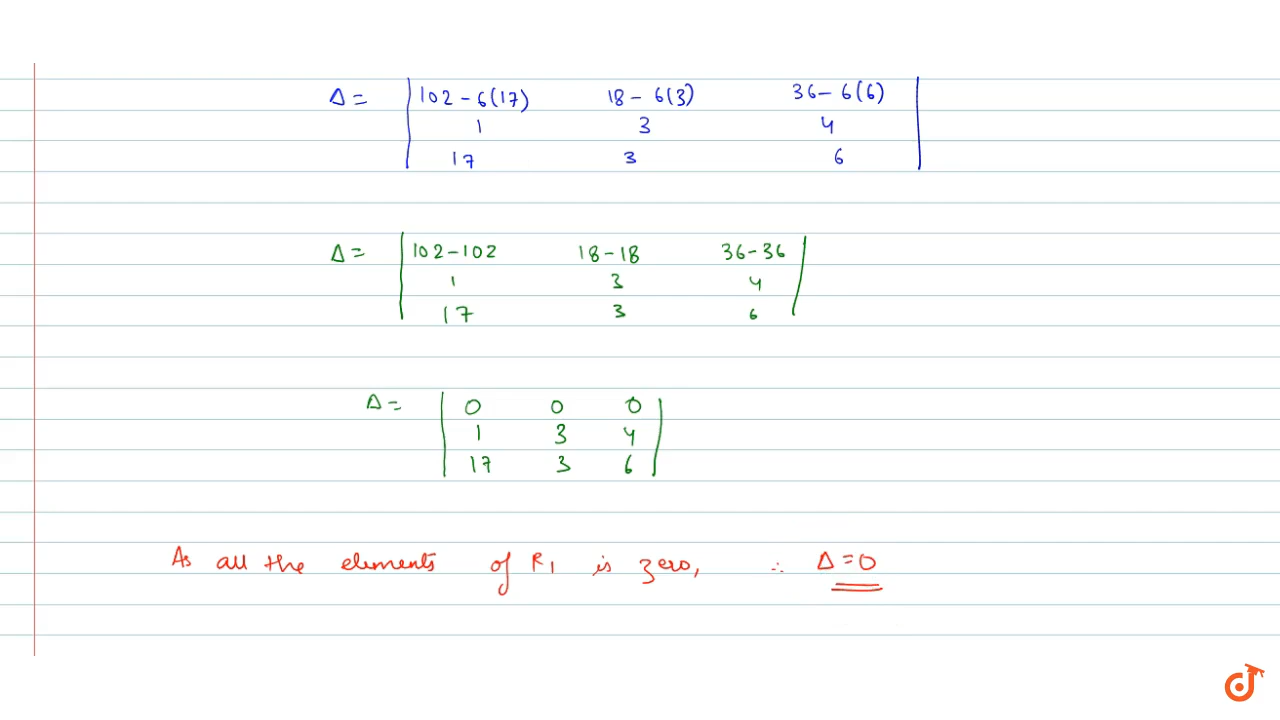 Δ = | 102-6(17) 18-6(3) 36-6(6) |
1 3 4
17 3 6
Δ = | 102-102 18-18 36-36 |
1 3 4
17 3 6
Δ = | 0 0 0 |
1 3 4
17 3 6
As all the elements of R1 is zero, ∴ Δ=0